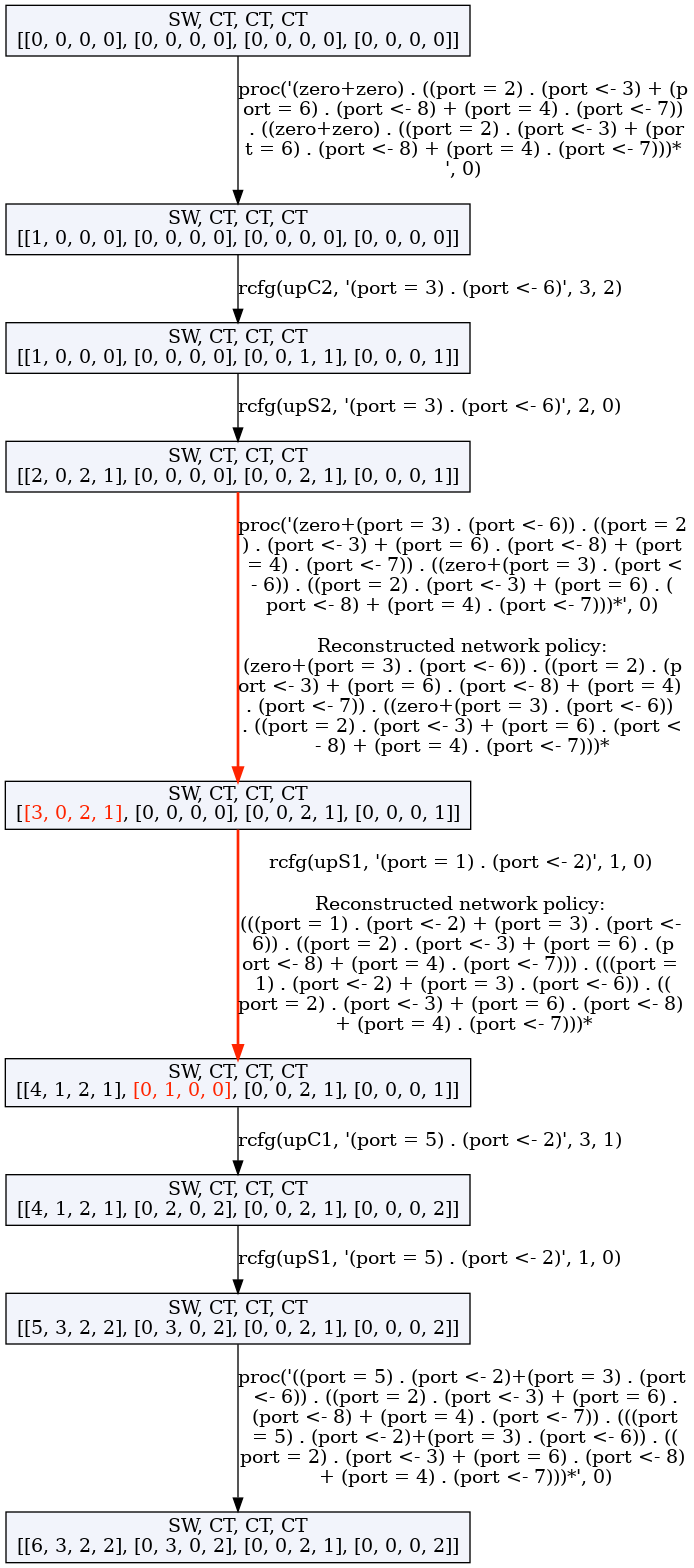 SW, CT, CT, CT
[[0, 0, 0, 0], [0, 0, 0, 0], [0, 0, 0, 0], [0, 0, 0, 0]]
proc('(zero+zero) . ((port = 2) . (port <- 3) + (p
ort = 6) . (port <- 8) + (port = 4) . (port <- 7))
. ((zero+zero) . ((port = 2) . (port <- 3) + (por
t = 6) . (port <- 8) + (port = 4) . (port <- 7)))*
', 0)
SW, CT, CT, CT
[[1, 0, 0, 0], [0, 0, 0, 0], [0, 0, 0, 0], [0, 0, 0, 0]]
rcfg(upC2, '(port = 3) . (port <- 6)', 3, 2)
SW, CT, CT, CT
[[1, 0, 0, 0], [0, 0, 0, 0], [0, 0, 1, 1], [0, 0, 0, 1]]
rcfg(upS2, '(port = 3) . (port <- 6)', 2, 0)
SW, CT, CT, CT
[[2, 0, 2, 1], [0, 0, 0, 0], [0, 0, 2, 1], [0, 0, 0, 1]]
proc('(zero+(port = 3) . (port <- 6)) . ((port = 2
) . (port <- 3) + (port = 6) . (port <- 8) + (port
= 4) . (port <- 7)) . ((zero+(port = 3) . (port <
- 6)) . ((port = 2) . (port <- 3) + (port = 6) . (
port <- 8) + (port = 4) . (port <- 7)))*', 0)
Reconstructed network policy:
(zero+(port = 3) . (port <- 6)) . ((port = 2) . (p
ort <- 3) + (port = 6) . (port <- 8) + (port = 4)
. (port <- 7)) . ((zero+(port = 3) . (port <- 6))
. ((port = 2) . (port <- 3) + (port = 6) . (port <
- 8) + (port = 4) . (port <- 7)))*
SW, CT, CT, CT
[[3, 0, 2, 1], [0, 0, 0, 0], [0, 0, 2, 1], [0, 0, 0, 1]]
rcfg(upS1, '(port = 1) . (port <- 2)', 1, 0)
Reconstructed network policy:
(((port = 1) . (port <- 2) + (port = 3) . (port <-
6)) . ((port = 2) . (port <- 3) + (port = 6) . (p
ort <- 8) + (port = 4) . (port <- 7))) . (((port =
1) . (port <- 2) + (port = 3) . (port <- 6)) . ((
port = 2) . (port <- 3) + (port = 6) . (port <- 8)
+ (port = 4) . (port <- 7)))*
SW, CT, CT, CT
[[4, 1, 2, 1], [0, 1, 0, 0], [0, 0, 2, 1], [0, 0, 0, 1]]
rcfg(upC1, '(port = 5) . (port <- 2)', 3, 1)
SW, CT, CT, CT
[[4, 1, 2, 1], [0, 2, 0, 2], [0, 0, 2, 1], [0, 0, 0, 2]]
rcfg(upS1, '(port = 5) . (port <- 2)', 1, 0)
SW, CT, CT, CT
[[5, 3, 2, 2], [0, 3, 0, 2], [0, 0, 2, 1], [0, 0, 0, 2]]
proc('((port = 5) . (port <- 2)+(port = 3) . (port
<- 6)) . ((port = 2) . (port <- 3) + (port = 6) .
(port <- 8) + (port = 4) . (port <- 7)) . (((port
= 5) . (port <- 2)+(port = 3) . (port <- 6)) . ((
port = 2) . (port <- 3) + (port = 6) . (port <- 8)
+ (port = 4) . (port <- 7)))*', 0)
SW, CT, CT, CT
[[6, 3, 2, 2], [0, 3, 0, 2], [0, 0, 2, 1], [0, 0, 0, 2]]